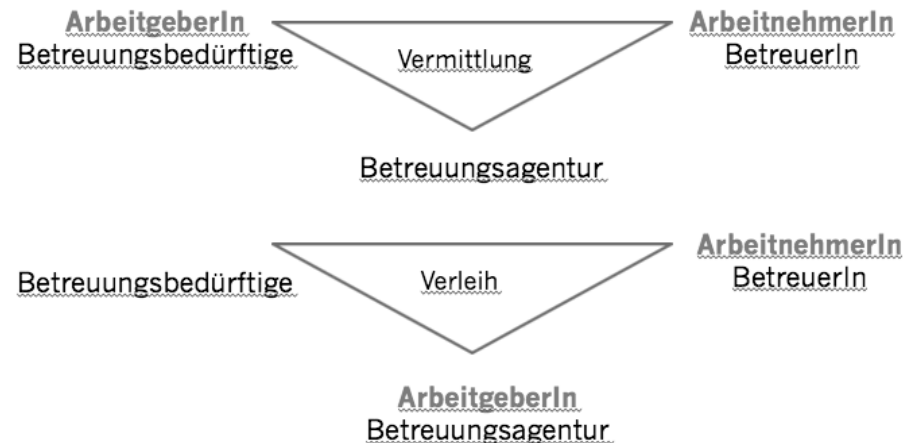 ArbeitgeberIn
Betreuungsbedürftige
Vermittlung
ArbeitnehmerIn
BetreuerIn
Betreuungsagentur
Betreuungsbedürftige
Verleih
ArbeitnehmerIn
BetreuerIn
ArbeitgeberIn
Betreuungsagentur